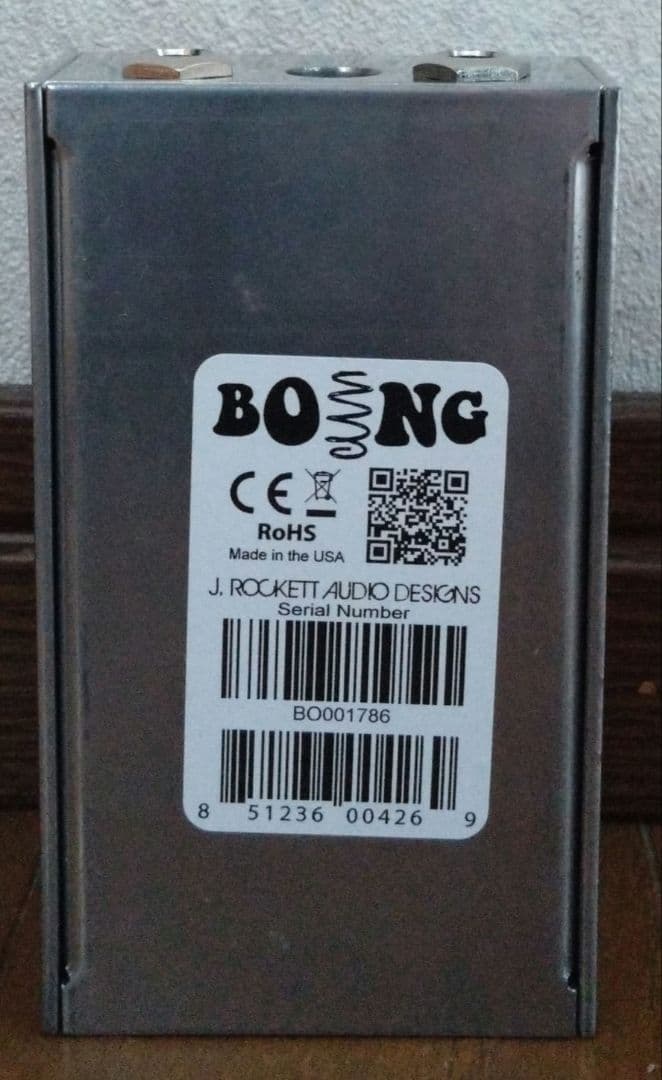 BOING
CE
RoHS
Made in the USA
J. ROCKETT AUDIO DESIGNS
Serial Number
BO001786
8 51236 00426 9